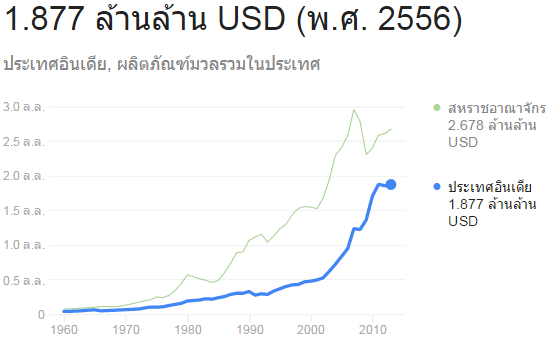 1.877 ล้านล้าน USD (พ.ศ. 2556)
ประเทศอินเดีย, ผลิตภัณฑ์มวลรวมในประเทศ
3.0 ล.ล.
2.5 ล.ล.
2.0 ล.ล.
1.5 ล.ล.
1.0 ล.ล.
0.5 ล.ล.
0
1960
1970
1980
1990
2000
2010
สหราชอาณาจักร
2.678 ล้านล้าน
USD
ประเทศอินเดีย
1.877 ล้านล้าน
USD